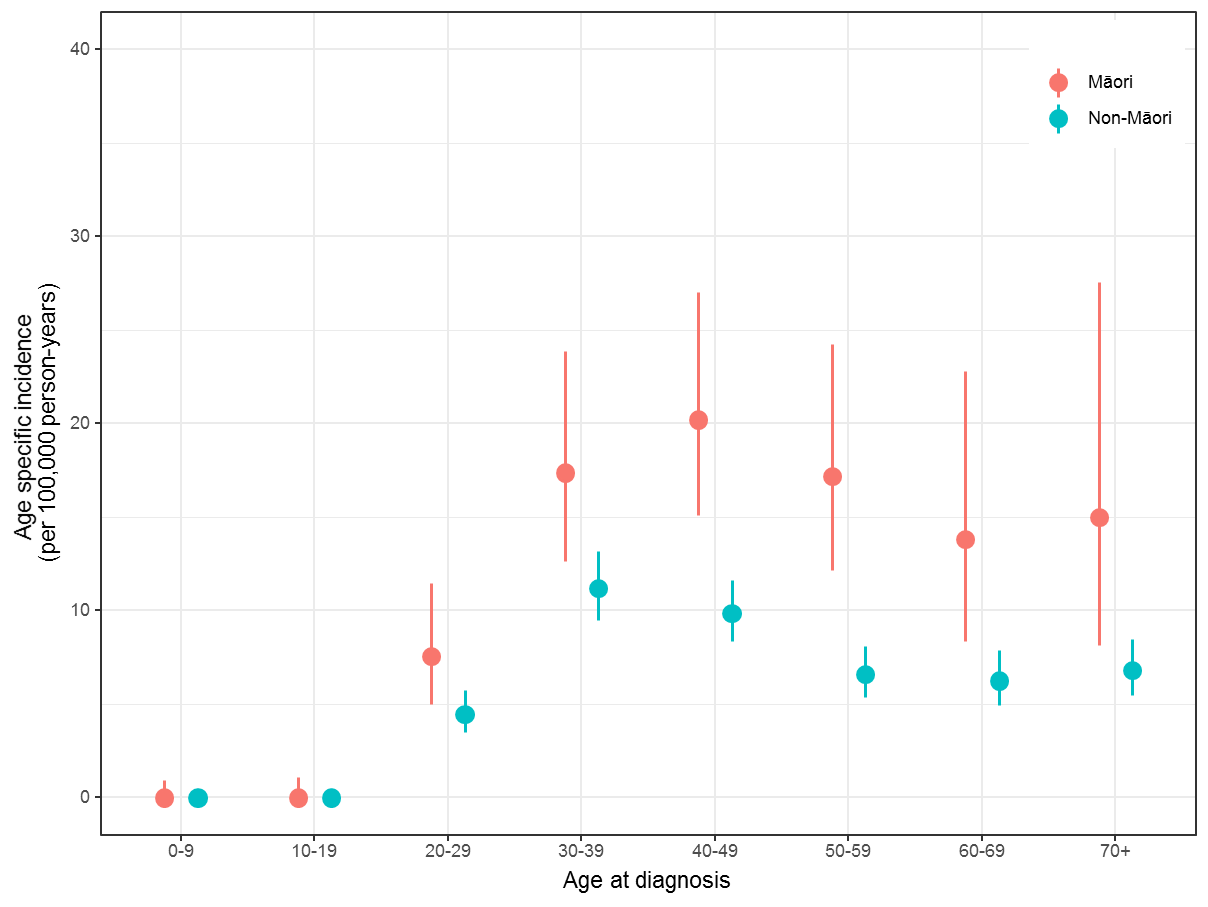 40
30
20
10
0
Age specific incidence
(per 100,000 person-years)
Māori
Non-Māori
0-9
10-19
20-29
30-39
40-49
50-59
60-69
70+
Age at diagnosis